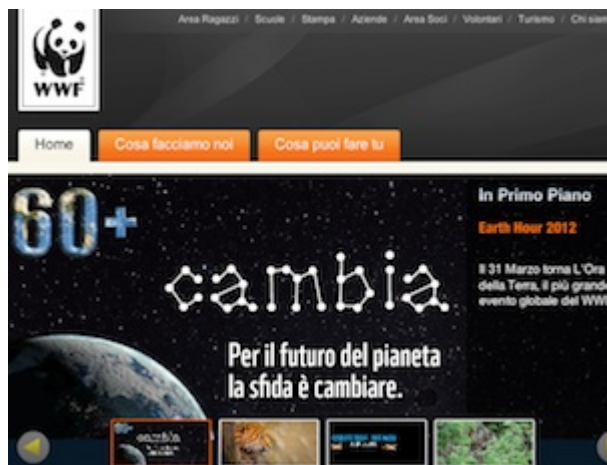 Area Ragazzi / Scuole / Stampa / Aziende / Area Soci / Volontari / Turismo / Chi siam
WWF
Home
Cosa facciamo noi
Cosa puoi fare tu
60+
cambia
Per il futuro del pianeta
la sfida è cambiare.
In Primo Piano
Earth Hour 2012
Il 31 Marzo torna L'Ora
della Terra, il più grande
evento globale del WWF
cambia